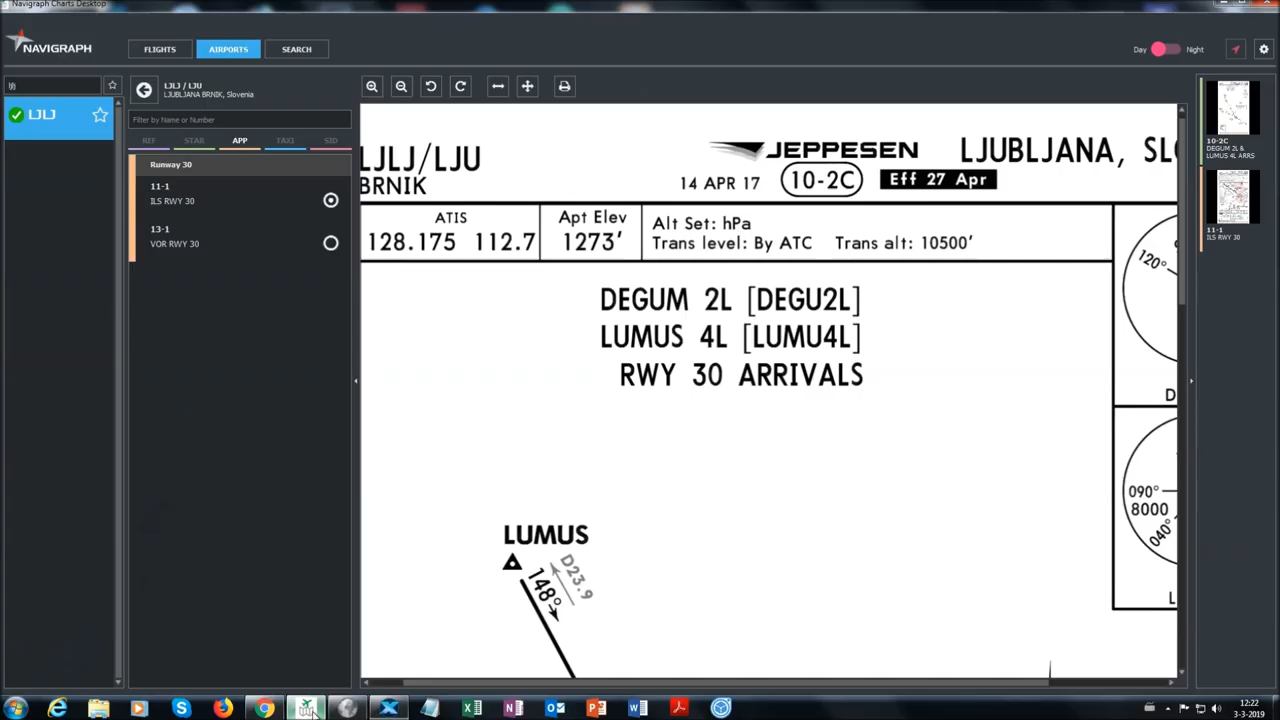 Navigraph Charts Desktop
NAVIGRAPH
FLIGHTS
AIRPORTS
SEARCH
Day
Night
ljlj
LJLJ / LJU
LJUBLJANA BRNIK, Slovenia
LJLJ
Filter by Name or Number
REF
STAR
APP
TAXI
SID
Runway 30
11-1
ILS RWY 30
13-1
VOR RWY 30
LJLJ/LJU
BRNIK
JEPPESEN
LJUBLJANA, SLO
14 APR 17
10-2C
Eff 27 Apr
ATIS
128.175 112.7
Apt Elev
1273'
Alt Set: hPa
Trans level: By ATC Trans alt: 10500'
DEGUM 2L [DEGU2L]
LUMUS 4L [LUMU4L]
RWY 30 ARRIVALS
LUMUS
148°
D23.9
120°
D
090°
8000
040°
L
10-2C
DEGUM 2L &
LUMUS 4L ARRS
11-1
ILS RWY 30
12:22
3-3-2019